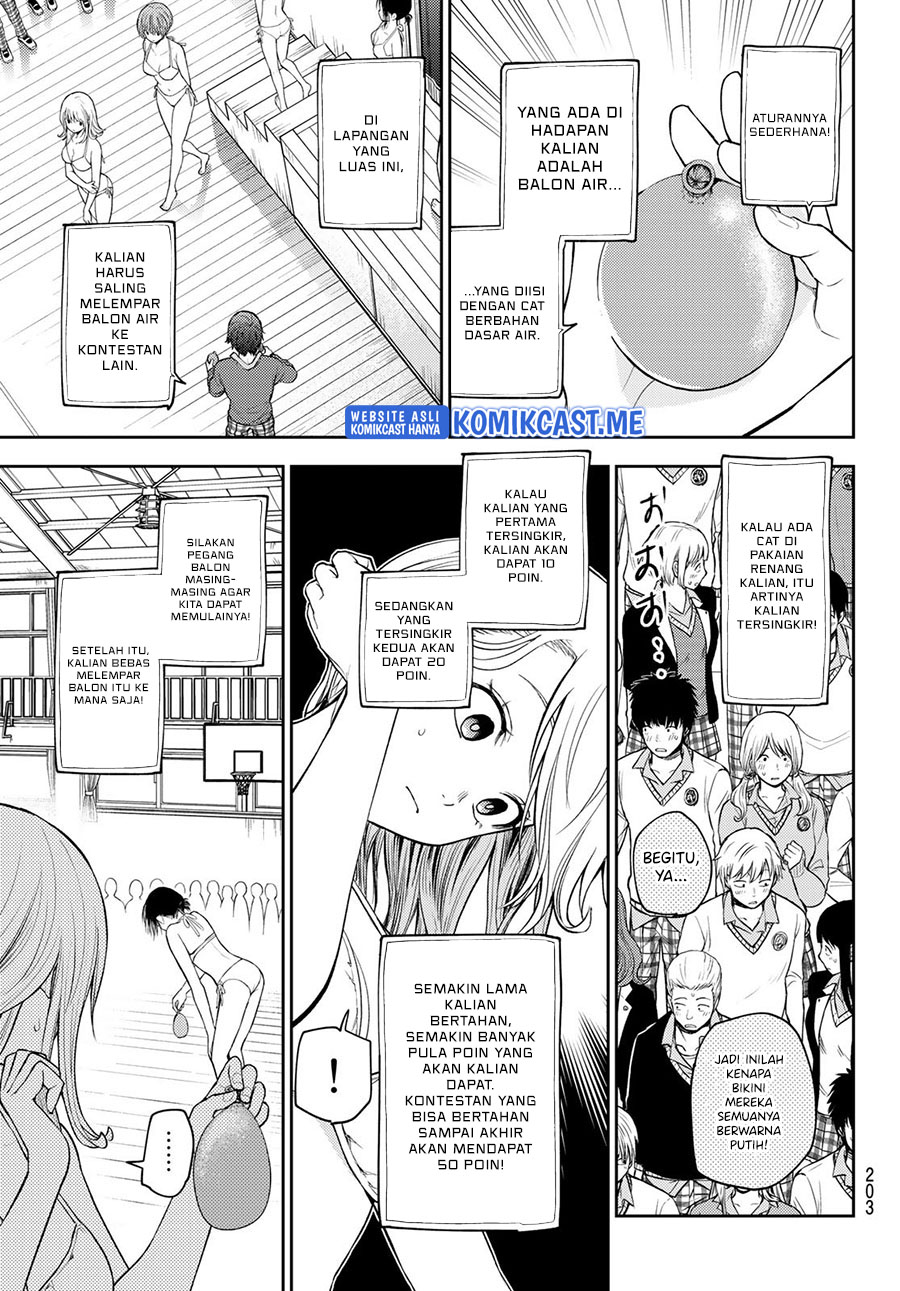 ATURANNYA
SEDERHANA!
YANG ADA DI
HADAPAN
KALIAN
ADALAH
BALON AIR...
...YANG DIISI
DENGAN CAT
BERBAHAN
DASAR AIR.
DI
LAPANGAN
YANG
LUAS INI,
KALIAN
HARUS
SALING
MELEMPAR
BALON AIR
KE
KONTESTAN
LAIN.
WEBSITE ASLI
KOMIKCAST HANYA
KOMIKCAST.ME
KALAU ADA
CAT DI
PAKAIAN
RENANG
KALIAN, ITU
ARTINYA
KALIAN
TERSINGKIR!
おおお...
BEGITU,
YA...
JADI INILAH
KENAPA
BIKINI
MEREKA
SEMUANYA
BERWARNA
PUTIH!
KALAU
KALIAN YANG
PERTAMA
TERSINGKIR,
KALIAN AKAN
DAPAT 10
POIN.
SEDANGKAN
YANG
TERSINGKIR
KEDUA AKAN
DAPAT 20
POIN.
SEMAKIN LAMA
KALIAN
BERTAHAN,
SEMAKIN BANYAK
PULA POIN YANG
AKAN KALIAN
DAPAT.
KONTESTAN YANG
BISA BERTAHAN
SAMPAI AKHIR
AKAN MENDAPAT
50 POIN!
!
SILAKAN
PEGANG
BALON
MASING-
MASING AGAR
KITA DAPAT
MEMULAINYA!
SETELAH ITU,
KALIAN BEBAS
MELEMPAR
BALON ITU KE
MANA SAJA!
.....
203